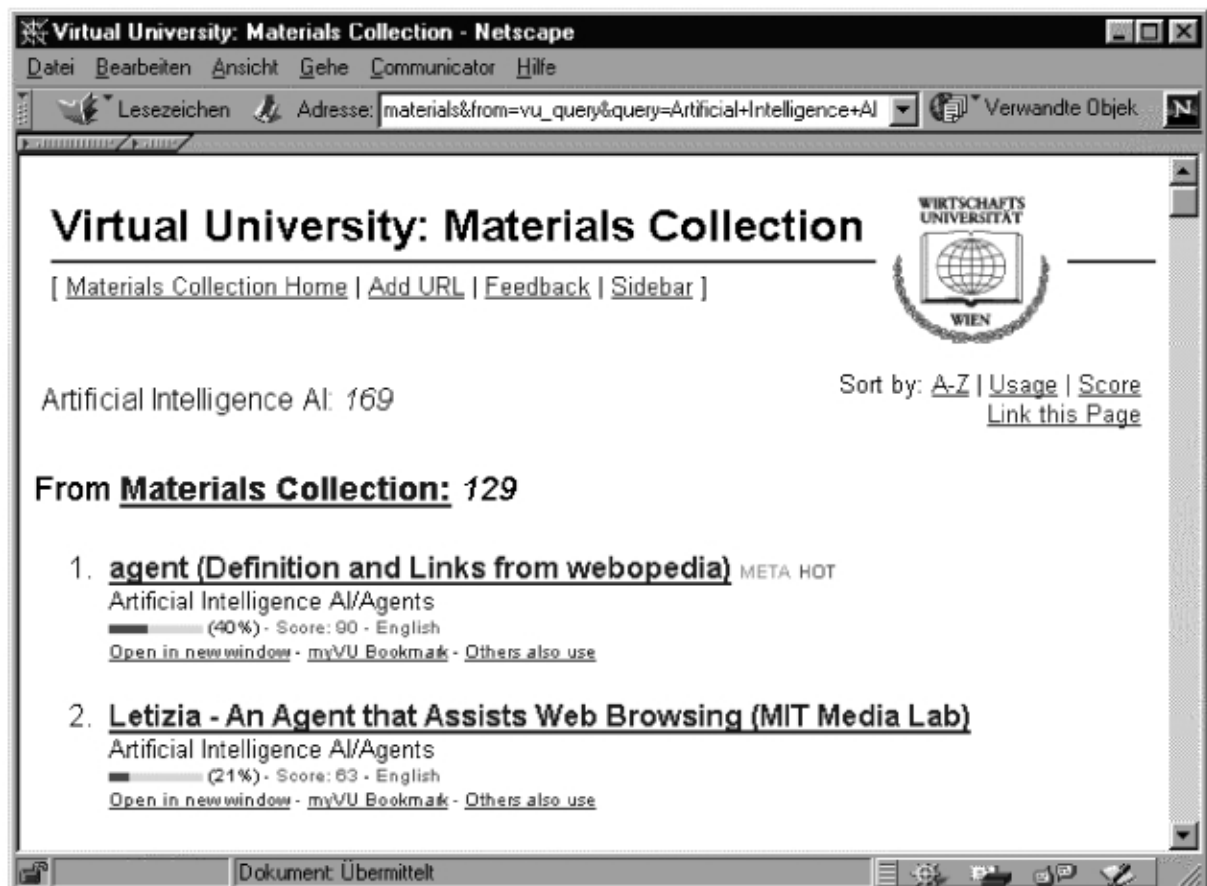 Virtual University: Materials Collection - Netscape
Datei Bearbeiten Ansicht Gehe Communicator Hilfe
Lesezeichen Adresse: materials&from=vu_query&query=Artificial+Intelligence+AI Verwandte Objek N
WIRTSCHAFTS
UNIVERSITÄT
Virtual University: Materials Collection
[ Materials Collection Home | Add URL | Feedback | Sidebar ]
WIEN
Artificial Intelligence AI: 169
Sort by: A-Z | Usage | Score
Link this Page
From Materials Collection: 129
1. agent (Definition and Links from webopedia) META HOT
Artificial Intelligence AI/Agents
(40%) - Score: 90 - English
Open in new window - myVU Bookmark - Others also use
2. Letizia - An Agent that Assists Web Browsing (MIT Media Lab)
Artificial Intelligence AI/Agents
(21%) - Score: 63 - English
Open in new window - myVU Bookmark - Others also use
Dokument: Übermittelt